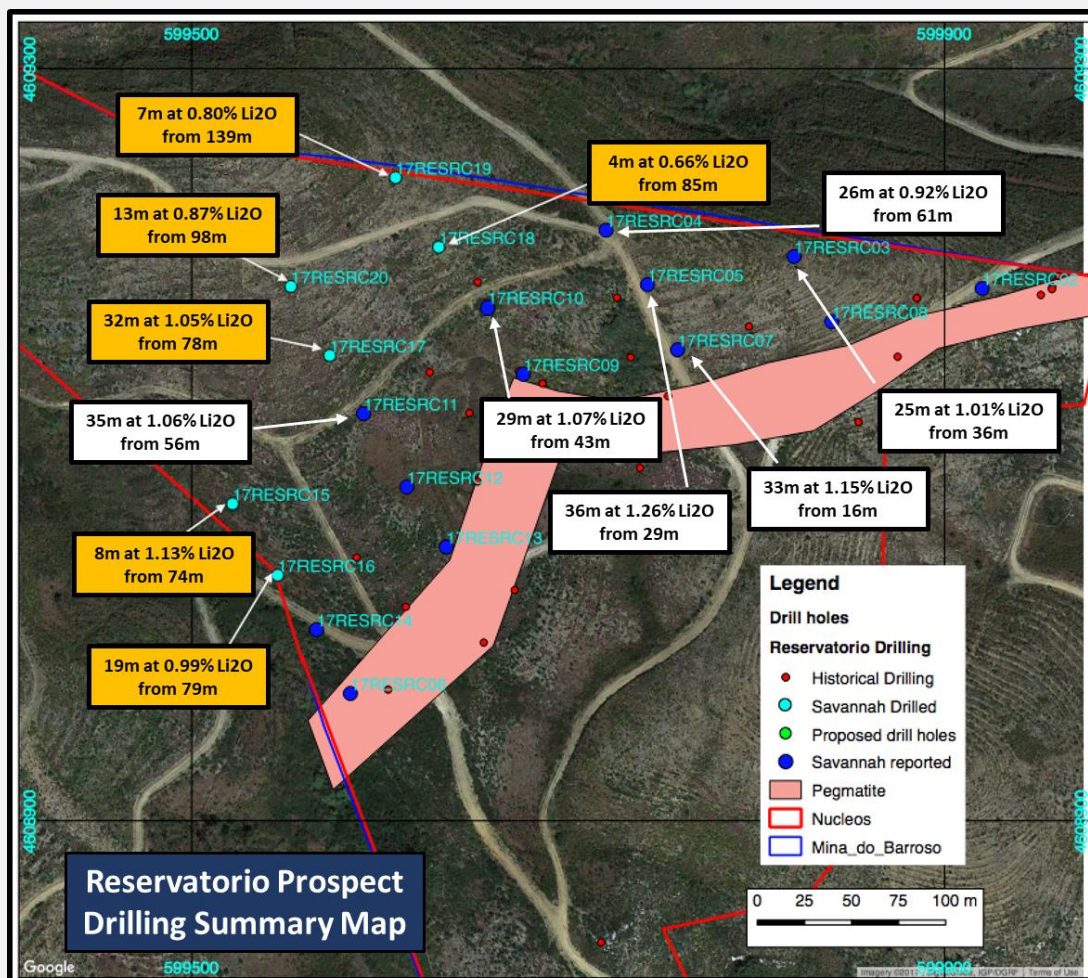 599500
599900
4609300
4609300
7m at 0.80% Li2O
from 139m
17RESRC19
4m at 0.66% Li2O
from 85m
26m at 0.92% Li2O
from 61m
13m at 0.87% Li2O
from 98m
17RESRC18
17RESRC04
17RESRC03
17RESRC20
17RESRC10
17RESRC05
17RESRC02
32m at 1.05% Li2O
from 78m
17RESRC17
17RESRC08
17RESRC07
17RESRC09
35m at 1.06% Li2O
from 56m
17RESRC11
29m at 1.07% Li2O
from 43m
25m at 1.01% Li2O
from 36m
17RESRC12
17RESRC15
36m at 1.26% Li2O
from 29m
33m at 1.15% Li2O
from 16m
8m at 1.13% Li2O
from 74m
17RESRC13
17RESRC16
17RESRC14
19m at 0.99% Li2O
from 79m
17RESRC06
Legend
Drill holes
Reservatorio Drilling
Historical Drilling
Savannah Drilled
Proposed drill holes
Savannah reported
Pegmatite
Nucleos
Mina_do_Barroso
4608900
4608900
0 25 50 75 100 m
Reservatorio Prospect
Drilling Summary Map
Google
599500
599900
Terms of Use